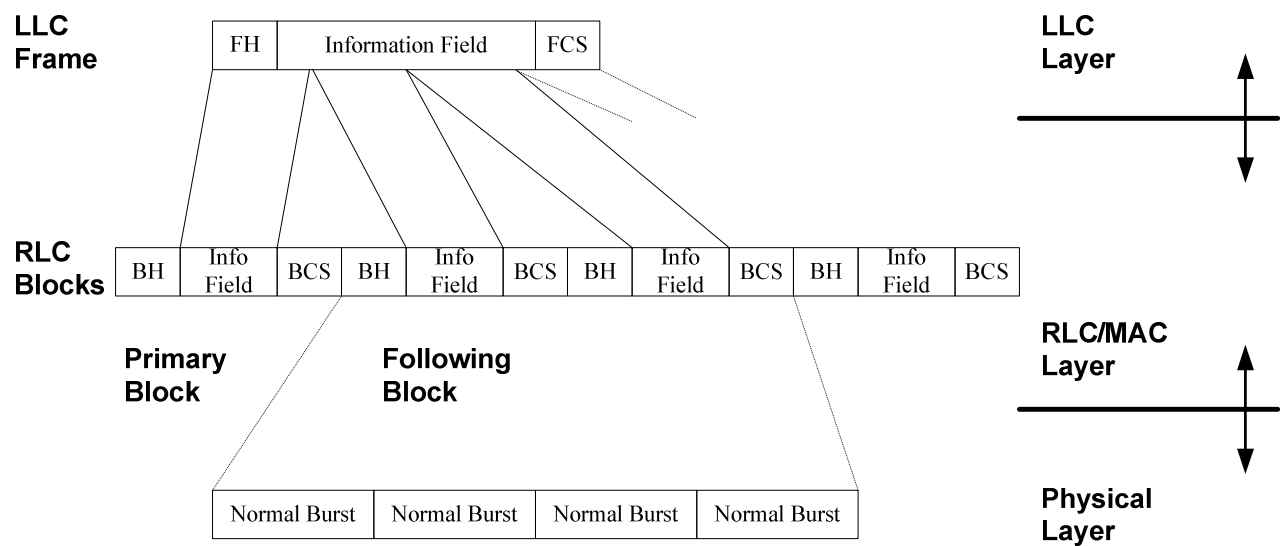 LLC
Frame
FH
Information Field
FCS
LLC
Layer
RLC
Blocks
BH
Info
Field
BCS
BH
Info
Field
BCS
BH
Info
Field
BCS
BH
Info
Field
BCS
Primary
Block
Following
Block
RLC/MAC
Layer
Normal Burst
Normal Burst
Normal Burst
Normal Burst
Physical
Layer